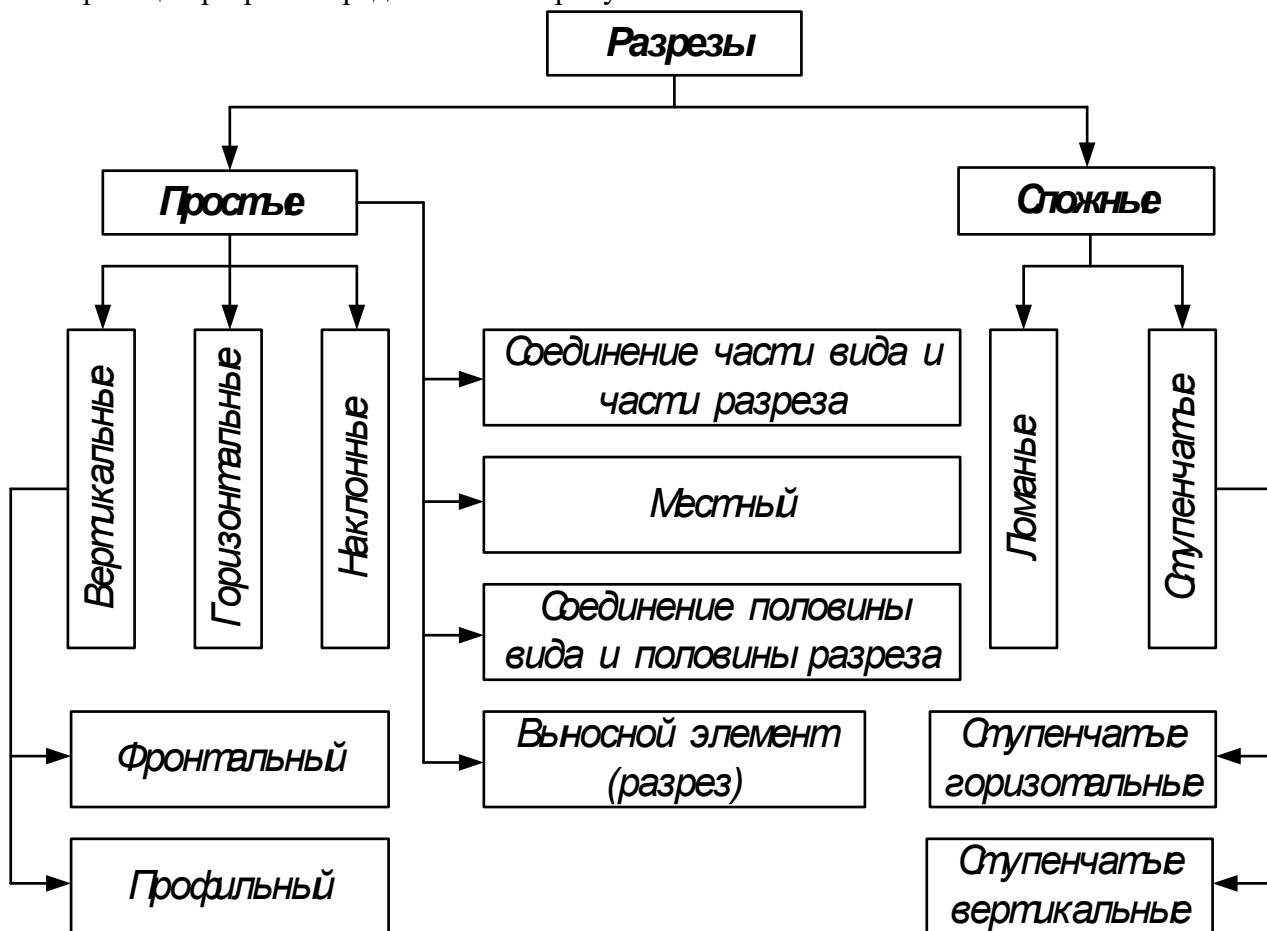 Разрезы
Простые
Сложные
Вертикальные
Горизонтальные
Наклонные
Соединение части вида и
части разреза
Местный
Соединение половины
вида и половины разреза
Выносной элемент
(разрез)
Ломаные
Ступенчатые
Фронтальный
Профильный
Ступенчатые
горизотальные
Ступенчатые
вертикальные